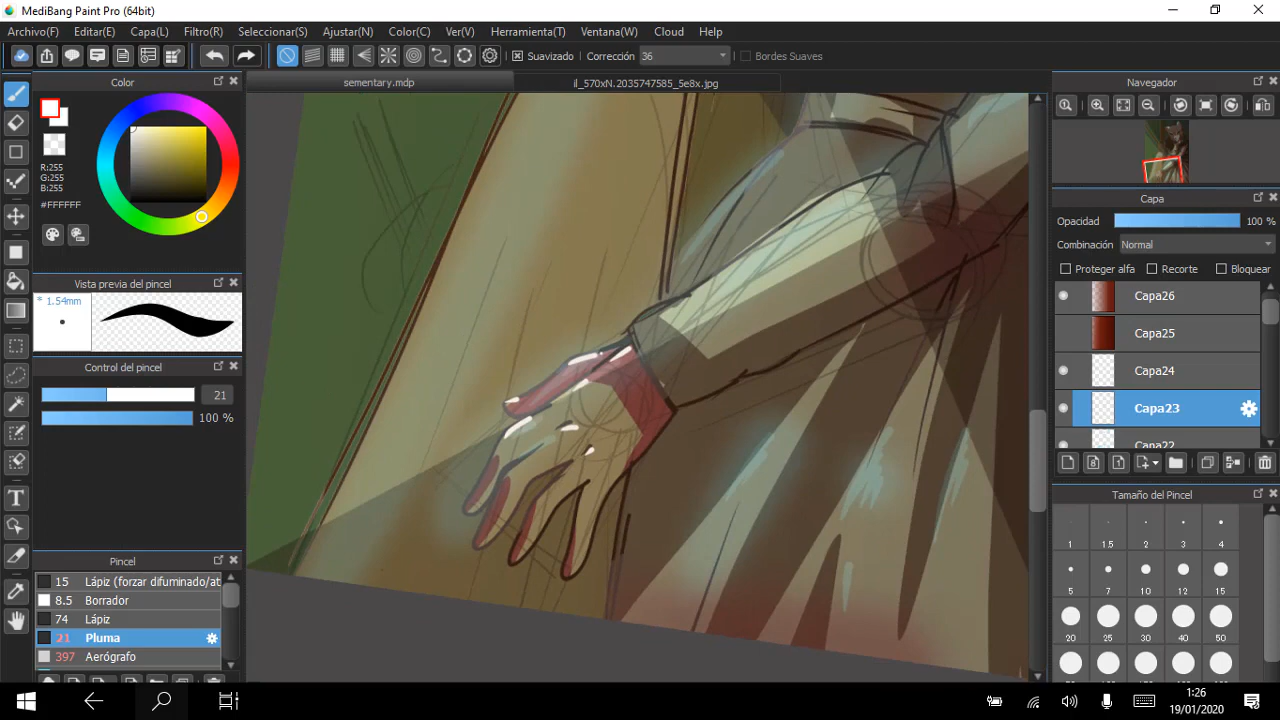 MediBang Paint Pro (64bit)
Archivo(F) Editar(E) Capa(L) Filtro(R) Seleccionar(S) Ajustar(N) Color(C) Ver(V) Herramienta(T) Ventana(W) Cloud Help(H)
Suavizado Corrección 36 Bordes Suaves
Color
sementary.mdp
il_570xN.2035747585_5e8x.jpg
Navegador
R:255
G:255
B:255
#FFFFFF
Capa
Opacidad 100 %
Combinación Normal
Proteger alfa Recorte Bloquear
Capa26
Capa25
Capa24
Capa23
Capa22
Vista previa del pincel
* 1.54mm
Control del pincel
21
100 %
Tamaño del Pincel
1 1.5 2 3 4
5 7 10 12 15
20 25 30 40 50
Pincel
15 Lápiz (forzar difuminado/at
8.5 Borrador
74 Lápiz
21 Pluma
397 Aerógrafo
1:26
19/01/2020